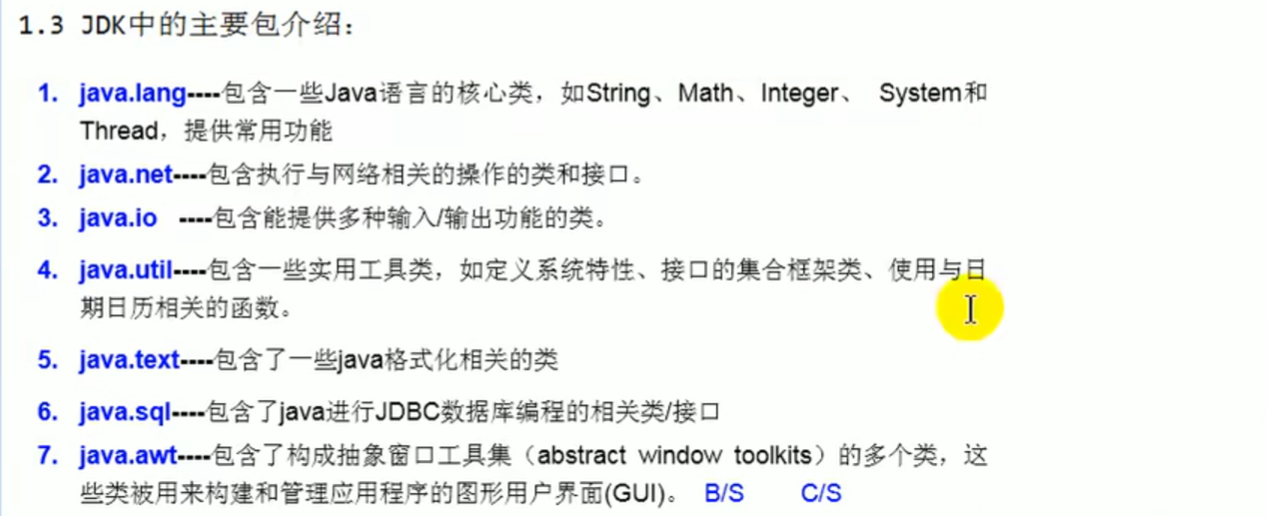 1.3 JDK中的主要包介绍：
1. java.lang----包含一些Java语言的核心类，如String、Math、Integer、 System和
Thread，提供常用功能
2. java.net----包含执行与网络相关的操作的类和接口。
3. java.io ----包含能提供多种输入/输出功能的类。
4. java.util----包含一些实用工具类，如定义系统特性、接口的集合框架类、使用与日
期日历相关的函数。
5. java.text----包含了一些java格式化相关的类
6. java.sql----包含了java进行JDBC数据库编程的相关类/接口
7. java.awt----包含了构成抽象窗口工具集（abstract window toolkits）的多个类，这
些类被用来构建和管理应用程序的图形用户界面(GUI)。 B/S C/S